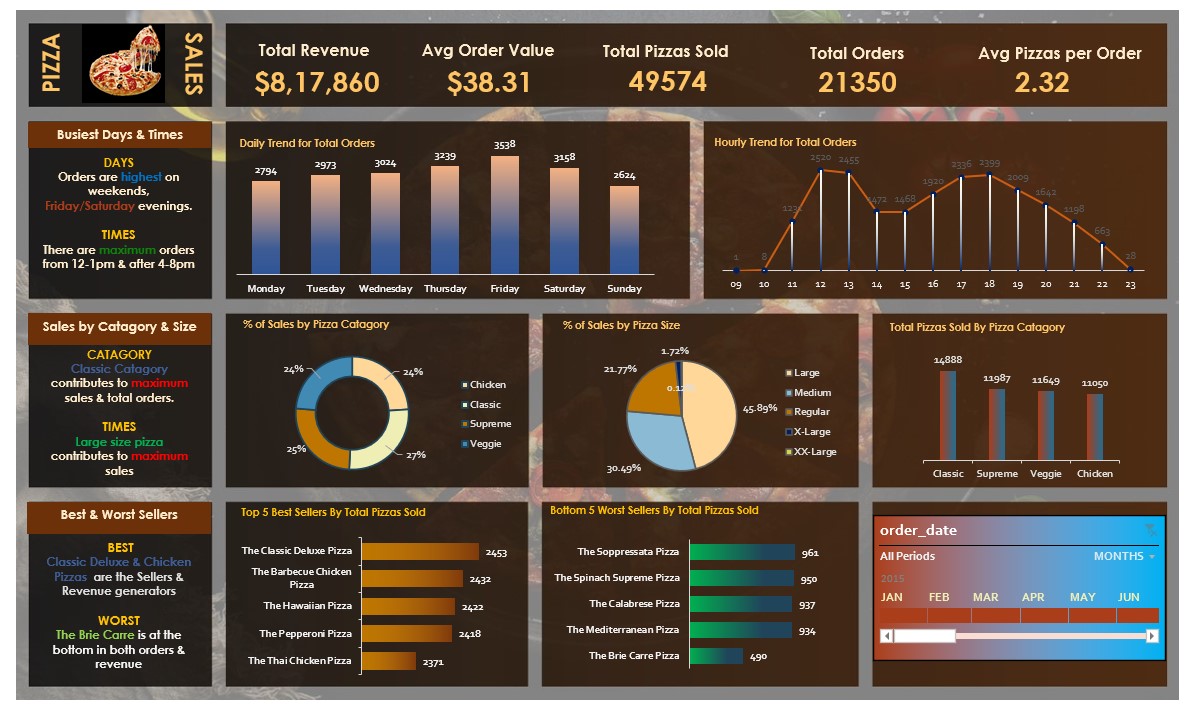 PIZZA
SALES
Total Revenue
$8,17,860
Avg Order Value
$38.31
Total Pizzas Sold
49574
Total Orders
21350
Avg Pizzas per Order
2.32
Busiest Days & Times
DAYS
Orders are highest on
weekends,
Friday/Saturday evenings.
TIMES
There are maximum orders
from 12-1pm & after 4-8pm
Daily Trend for Total Orders
2794
2973
3024
3239
3538
3158
2624
Monday
Tuesday
Wednesday
Thursday
Friday
Saturday
Sunday
Hourly Trend for Total Orders
1
8
2520
2455
1472
1468
1920
2336
2399
2009
1642
1198
663
28
09
10
11
12
13
14
15
16
17
18
19
20
21
22
23
Sales by Catagory & Size
CATAGORY
Classic Catagory
contributes to maximum
sales & total orders.
TIMES
Large size pizza
contributes to maximum
sales
% of Sales by Pizza Catagory
24%
24%
25%
27%
Chicken
Classic
Supreme
Veggie
% of Sales by Pizza Size
1.72%
21.77%
45.89%
30.49%
Large
Medium
Regular
X-Large
XX-Large
Total Pizzas Sold By Pizza Catagory
14888
11987
11649
11050
Classic
Supreme
Veggie
Chicken
Best & Worst Sellers
BEST
Classic Deluxe & Chicken
Pizzas are the Sellers &
Revenue generators
WORST
The Brie Carre is at the
bottom in both orders &
revenue
Top 5 Best Sellers By Total Pizzas Sold
The Classic Deluxe Pizza
2453
The Barbecue Chicken
Pizza
2432
The Hawaiian Pizza
2422
The Pepperoni Pizza
2418
The Thai Chicken Pizza
2371
Bottom 5 Worst Sellers By Total Pizzas Sold
The Soppressata Pizza
961
The Spinach Supreme Pizza
950
The Calabrese Pizza
937
The Mediterranean Pizza
934
The Brie Carre Pizza
490
order_date
All Periods
MONTHS
2015
JAN
FEB
MAR
APR
MAY
JUN